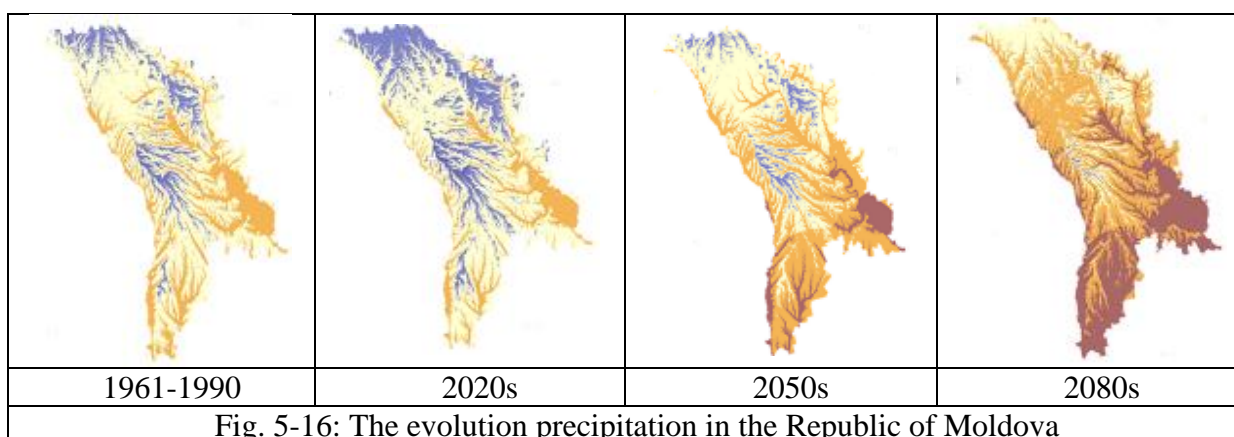 1961-1990 2020s 2050s 2080s
Fig. 5-16: The evolution precipitation in the Republic of Moldova